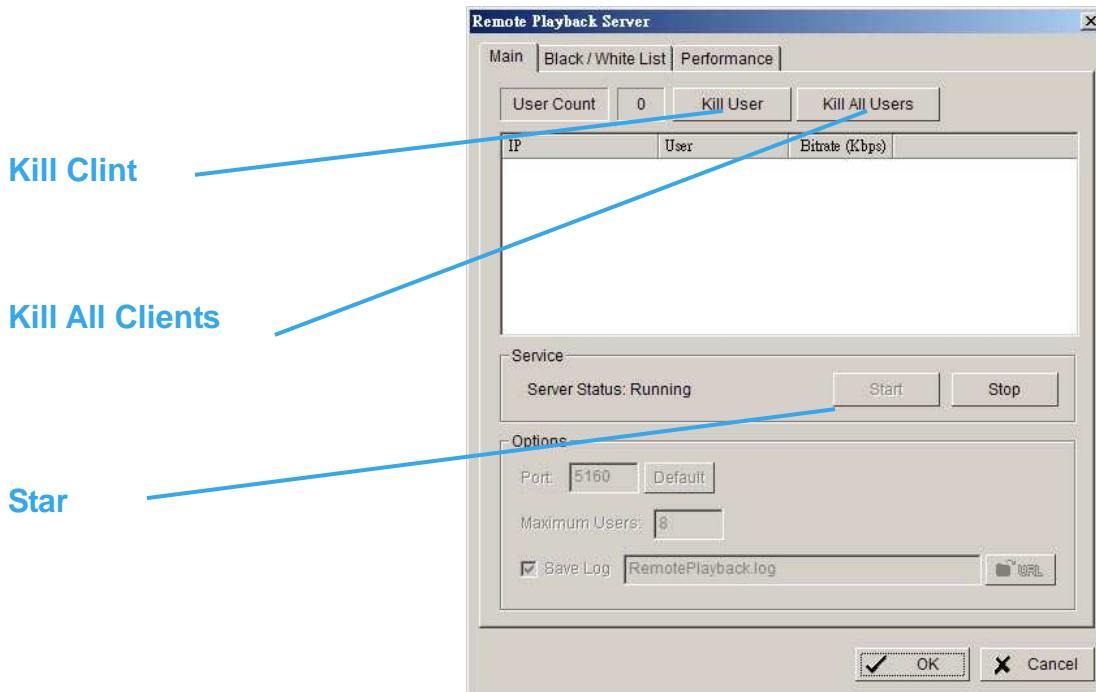 Remote Playback Server
Main Black / White List Performance
User Count 0 Kill User Kill All Users
IP User Bitrate (Kbps)
Kill Clint
Kill All Clients
Service
Server Status: Running Start Stop
Options
Port: 5160 Default
Star
Maximum Users: 8
Save Log RemotePlayback.log URL
OK Cancel